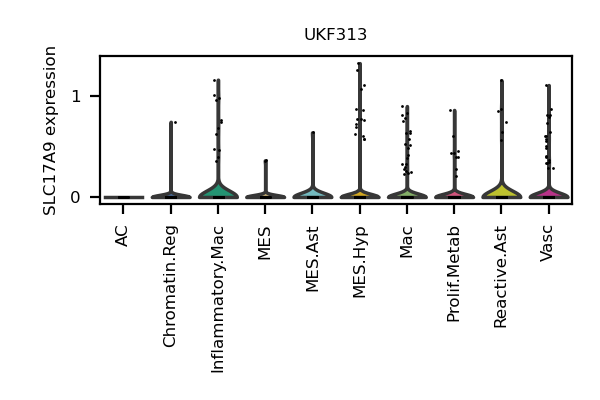 UKF313
SLC17A9 expression
1
0
AC
Chromatin.Reg
Inflammatory.Mac
MES
MES.Ast
MES.Hyp
Mac
Prolif.Metab
Reactive.Ast
Vasc